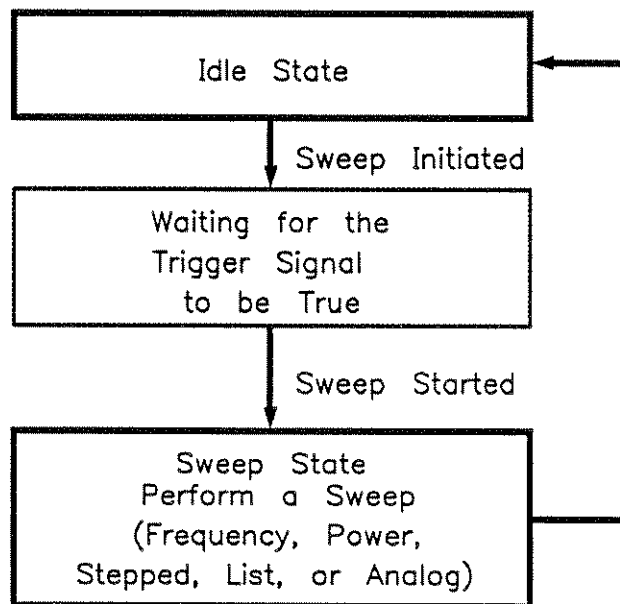 Idle State
Sweep Initiated
Waiting for the
Trigger Signal
to be True
Sweep Started
Sweep State
Perform a Sweep
(Frequency, Power,
Stepped, List, or Analog)